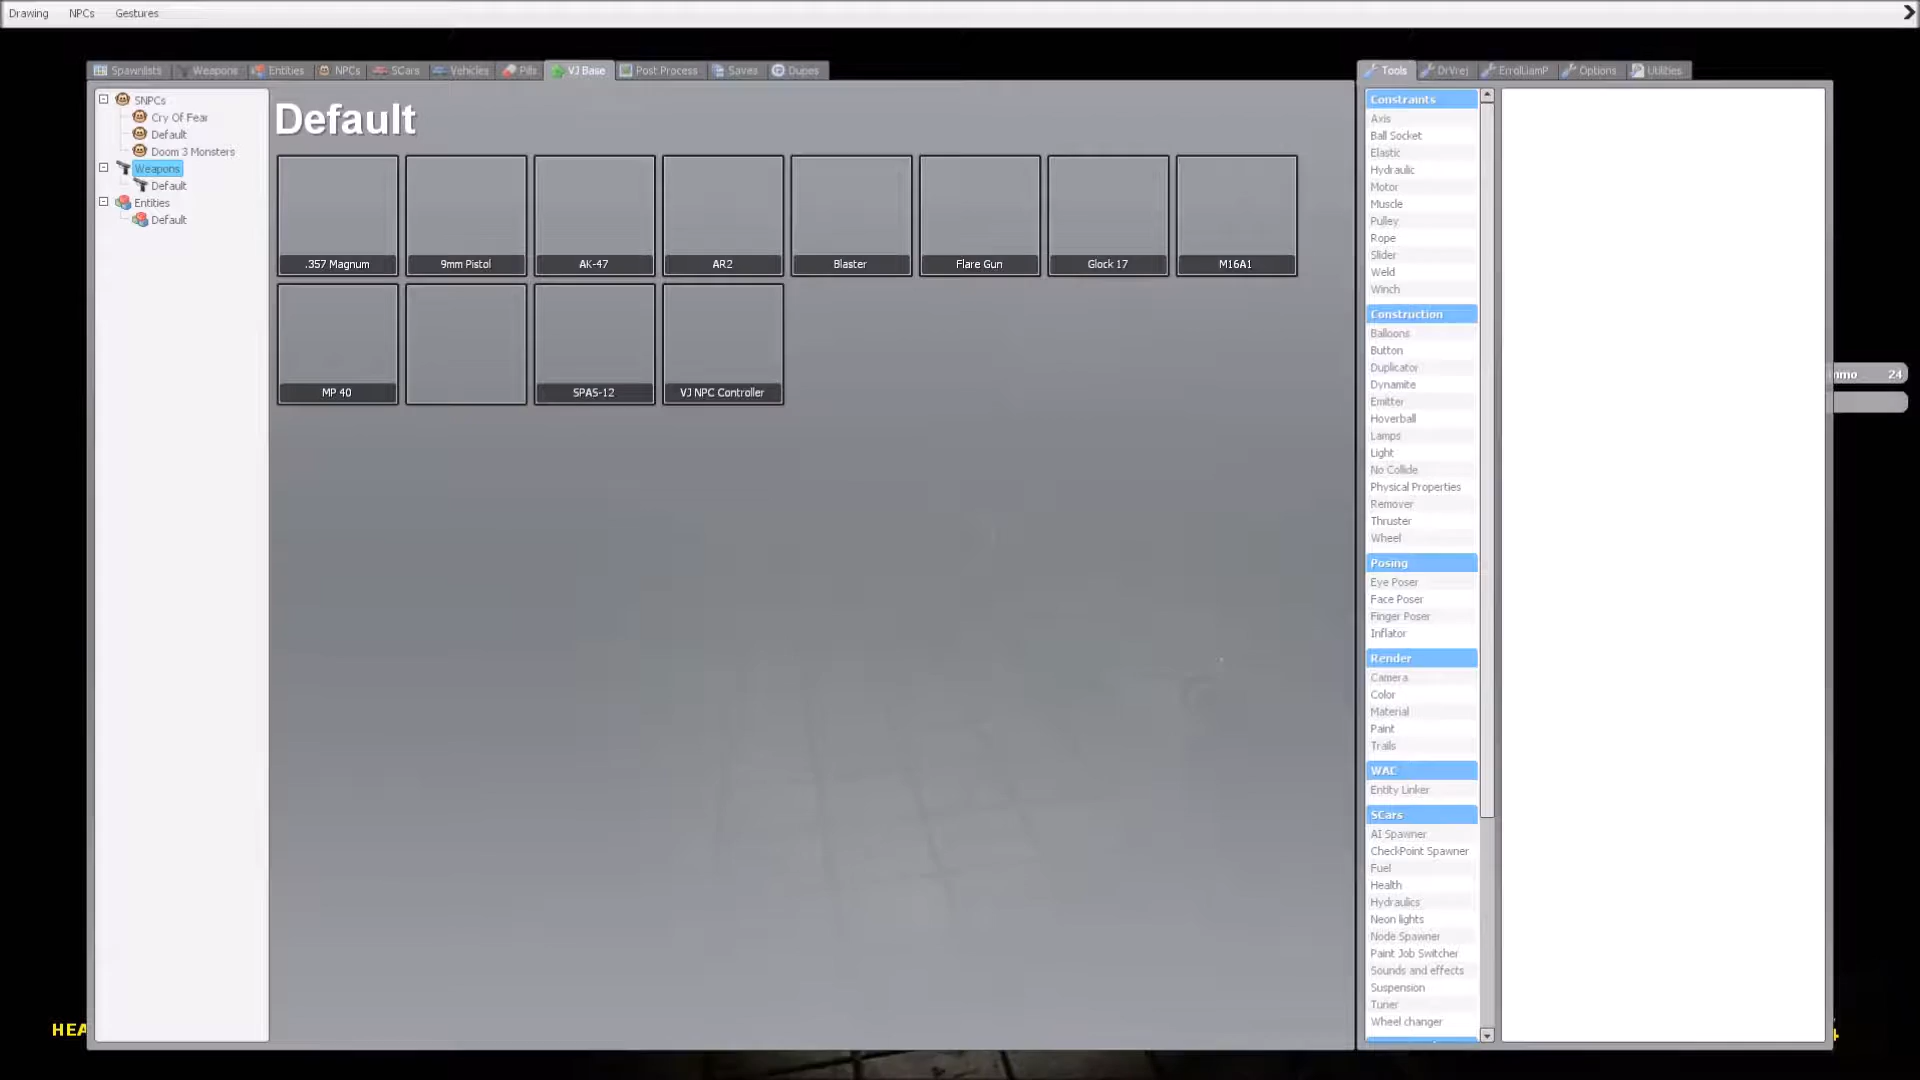 Drawing NPCs Gestures
Spawnlists Weapons Entities NPCs SCars Vehicles Pills VJ Base Post Process Saves Dupes
SNPCs
Cry Of Fear
Default
Doom 3 Monsters
Weapons
Default
Entities
Default
Default
.357 Magnum 9mm Pistol AK-47 AR2 Blaster Flare Gun Glock 17 M16A1
MP 40 SPAS-12 VJ NPC Controller
Tools DrVrej ErrolLiamP Options Utilities
Constraints
Axis
Ball Socket
Elastic
Hydraulic
Motor
Muscle
Pulley
Rope
Slider
Weld
Winch
Construction
Balloons
Button
Duplicator
Dynamite
Emitter
Hoverball
Lamps
Light
No Collide
Physical Properties
Remover
Thruster
Wheel
Posing
Eye Poser
Face Poser
Finger Poser
Inflator
Render
Camera
Color
Material
Paint
Trails
WAC
Entity Linker
SCars
AI Spawner
CheckPoint Spawner
Fuel
Health
Hydraulics
Neon lights
Node Spawner
Paint Job Switcher
Sounds and effects
Suspension
Tuner
Wheel changer
mmo 24
HEA